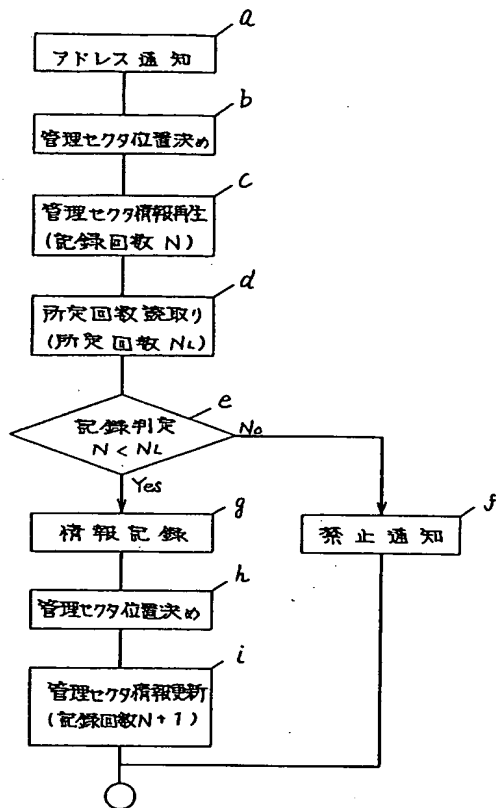 a
アドレス通知
b
管理セクタ位置決め
c
管理セクタ情報再生
(記録回数 N)
d
所定回数読取り
(所定回数 NL)
e
記録判定
N < NL
No
Yes
g
情報記録
f
禁止通知
h
管理セクタ位置決め
i
管理セクタ情報更新
(記録回数N+1)